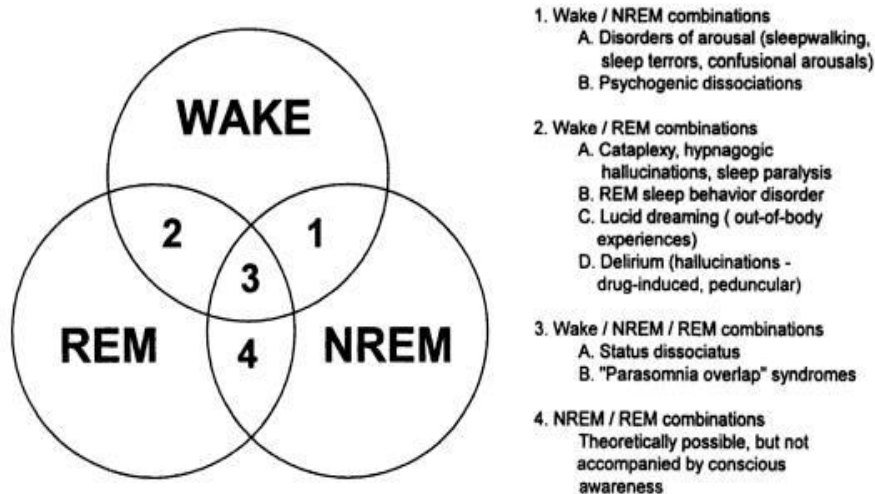 WAKE
2
1
3
REM
4
NREM
1. Wake / NREM combinations
A. Disorders of arousal (sleepwalking,
sleep terrors, confusional arousals)
B. Psychogenic dissociations
2. Wake / REM combinations
A. Cataplexy, hypnagogic
hallucinations, sleep paralysis
B. REM sleep behavior disorder
C. Lucid dreaming ( out-of-body
experiences)
D. Delirium (hallucinations -
drug-induced, peduncular)
3. Wake / NREM / REM combinations
A. Status dissociatus
B. "Parasomnia overlap" syndromes
4. NREM / REM combinations
Theoretically possible, but not
accompanied by conscious
awareness